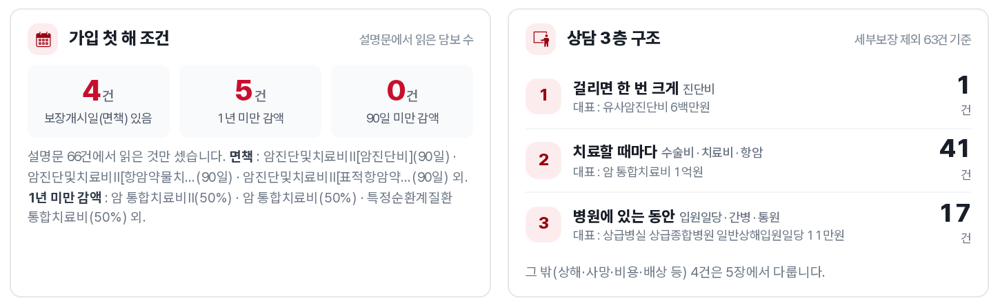 가입 첫 해 조건
설명문에서 읽은 담보 수
4건
보장개시일(면책) 있음
5건
1년 미만 감액
0건
90일 미만 감액
설명문 66건에서 읽은 것만 셌습니다. 면책 : 암진단및치료비II[암진단비](90일) ·
암진단및치료비II[항암약물치…(90일) · 암진단및치료비II[표적항암약…(90일) 외.
1년 미만 감액 : 암 통합치료비II(50%) · 암 통합치료비(50%) · 특정순환계질환
통합치료비(50%) 외.
상담 3층 구조
세부보장 제외 63건 기준
1
걸리면 한 번 크게 진단비
대표 : 유사암진단비 6백만원
1
건
2
치료할 때마다 수술비·치료비·항암
대표 : 암 통합치료비 1억원
41
건
3
병원에 있는 동안 입원일당·간병·통원
대표 : 상급병실 상급종합병원 일반상해입원일당 11만원
17
건
그 밖(상해·사망·비용·배상 등) 4건은 5장에서 다룹니다.